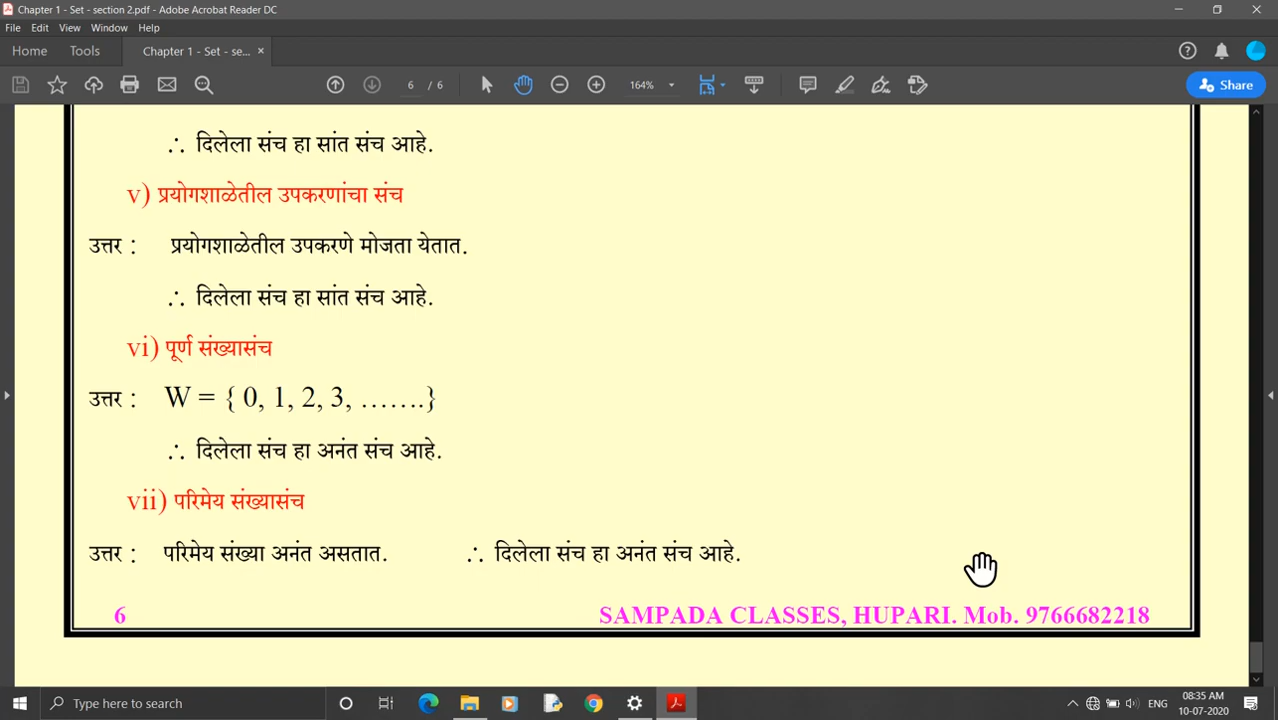 Chapter 1 - Set - section 2.pdf - Adobe Acrobat Reader DC
File Edit View Window Help
Home Tools Chapter 1 - Set - se... ×
6 / 6 164% Share
∴ दिलेला संच हा सांत संच आहे.
v) प्रयोगशाळेतील उपकरणांचा संच
उत्तर : प्रयोगशाळेतील उपकरणे मोजता येतात.
∴ दिलेला संच हा सांत संच आहे.
vi) पूर्ण संख्यासंच
उत्तर : W = { 0, 1, 2, 3, …….}
∴ दिलेला संच हा अनंत संच आहे.
vii) परिमेय संख्यासंच
उत्तर : परिमेय संख्या अनंत असतात. ∴ दिलेला संच हा अनंत संच आहे.
6 SAMPADA CLASSES, HUPARI. Mob. 9766682218
Type here to search ENG 08:35 AM
10-07-2020